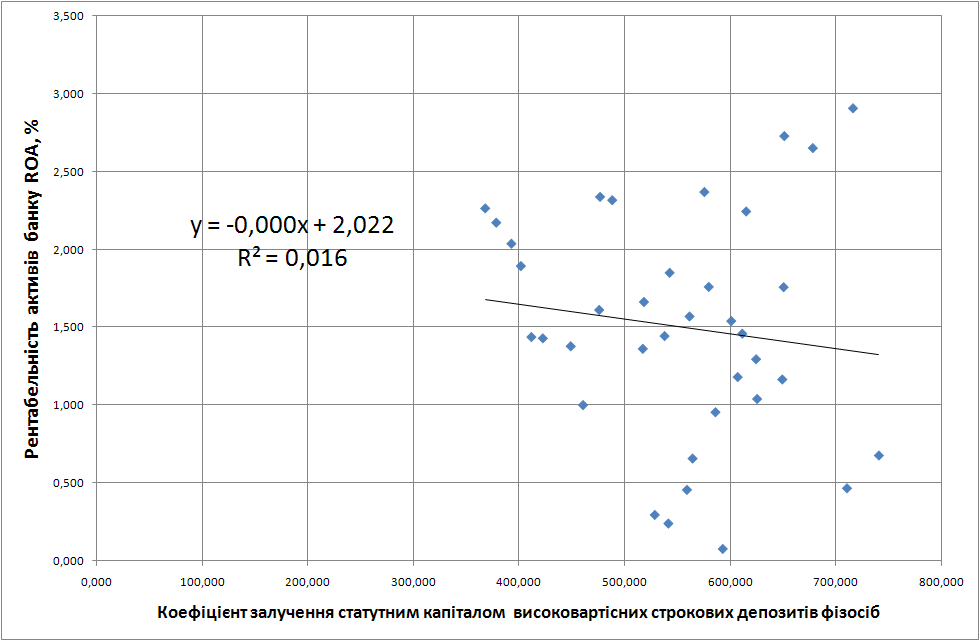 3,500
3,000
2,500
2,000
1,500
1,000
0,500
0,000
Рентабельність активів банку ROA, %
y = -0,000x + 2,022
R² = 0,016
0,000 100,000 200,000 300,000 400,000 500,000 600,000 700,000 800,000
Коефіцієнт залучення статутним капіталом високовартісних строкових депозитів фізосіб